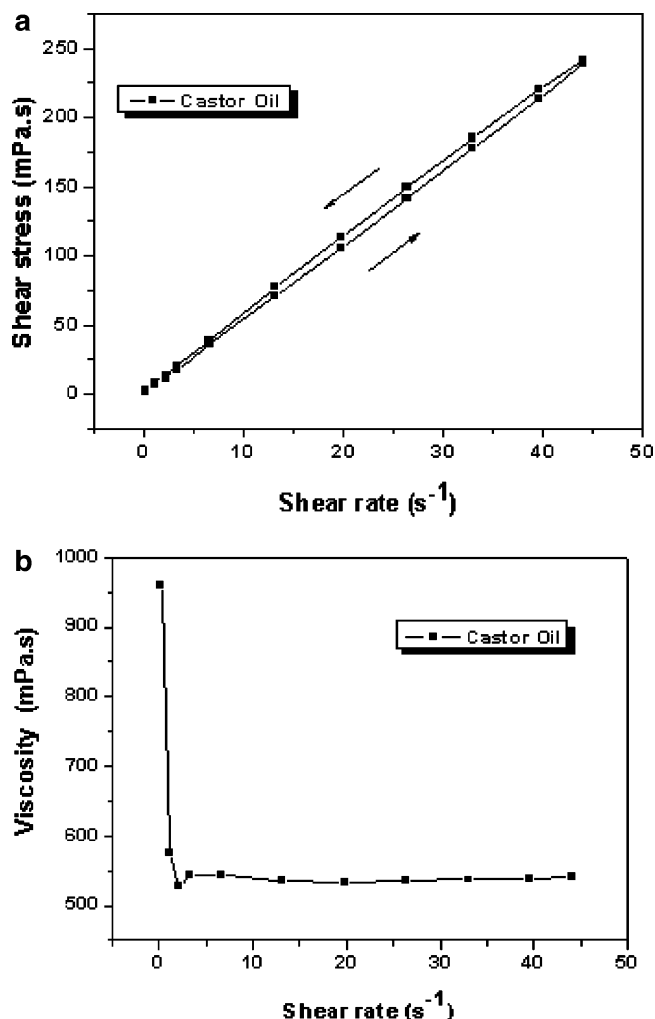 a
250
200
150
100
50
0
Shear stress (mPa.s)
Castor Oil
0 10 20 30 40 50
Shear rate (s⁻¹)
b
1000
900
800
700
600
500
Viscosity (mPa.s)
Castor Oil
0 10 20 30 40 50
Shear rate (s⁻¹)